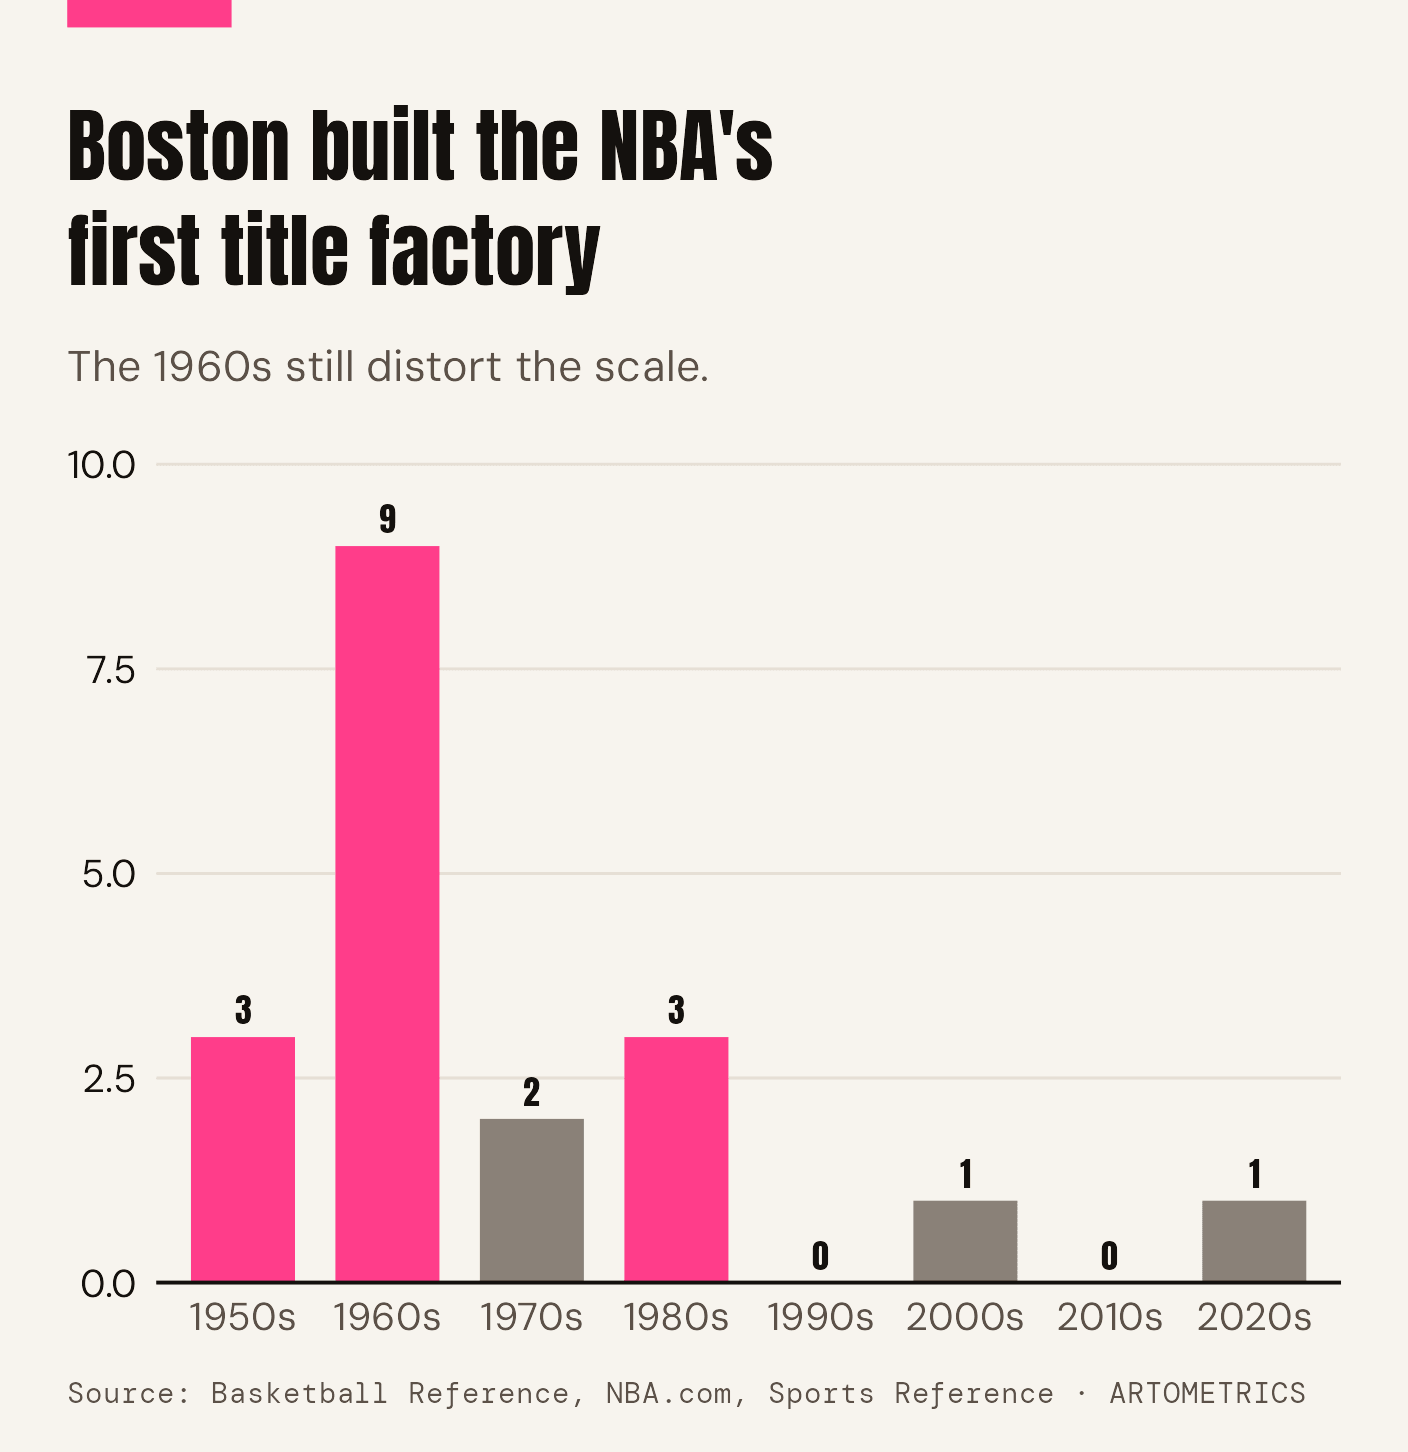 Boston built the NBA's
first title factory
The 1960s still distort the scale.
10.0
9
7.5
5.0
3
3
2.5
2
1
1
0
0
0.0
1950s 1960s 1970s 1980s 1990s 2000s 2010s 2020s
Source: Basketball Reference, NBA.com, Sports Reference · ARTOMETRICS